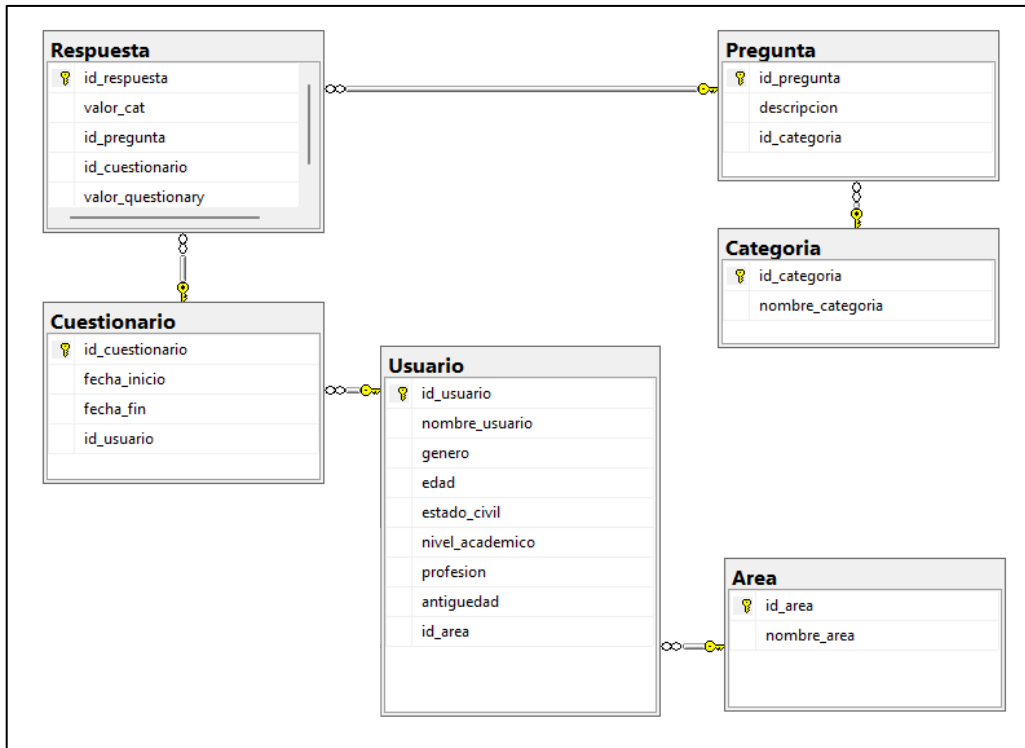 Respuesta
id_respuesta
valor_cat
id_pregunta
id_cuestionario
valor_questionary
Pregunta
id_pregunta
descripcion
id_categoria
Categoria
id_categoria
nombre_categoria
Cuestionario
id_cuestionario
fecha_inicio
fecha_fin
id_usuario
Usuario
id_usuario
nombre_usuario
genero
edad
estado_civil
nivel_academico
profesion
antiguedad
id_area
Area
id_area
nombre_area